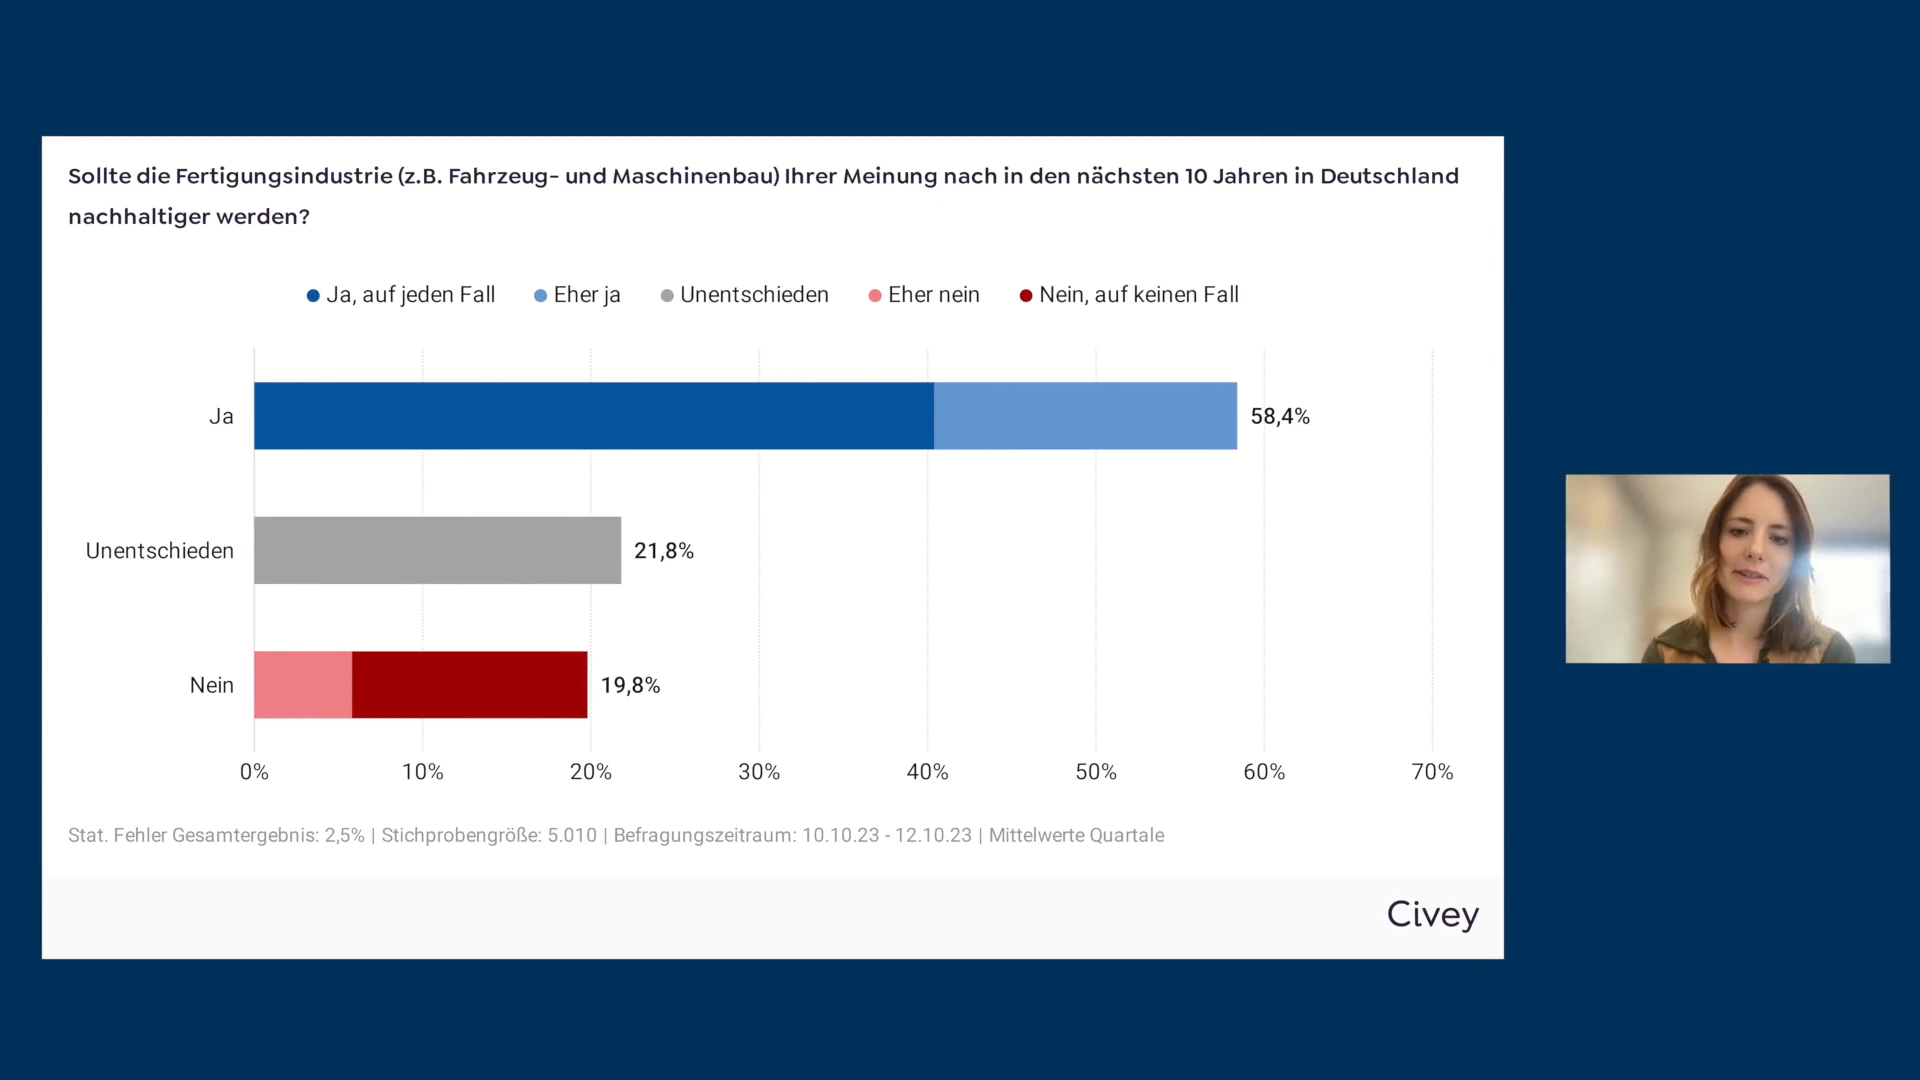 Sollte die Fertigungsindustrie (z.B. Fahrzeug- und Maschinenbau) Ihrer Meinung nach in den nächsten 10 Jahren in Deutschland
nachhaltiger werden?
Ja, auf jeden Fall Eher ja Unentschieden Eher nein Nein, auf keinen Fall
Ja 58,4%
Unentschieden 21,8%
Nein 19,8%
0% 10% 20% 30% 40% 50% 60% 70%
Stat. Fehler Gesamtergebnis: 2,5% | Stichprobengröße: 5.010 | Befragungszeitraum: 10.10.23 - 12.10.23 | Mittelwerte Quartale
Civey